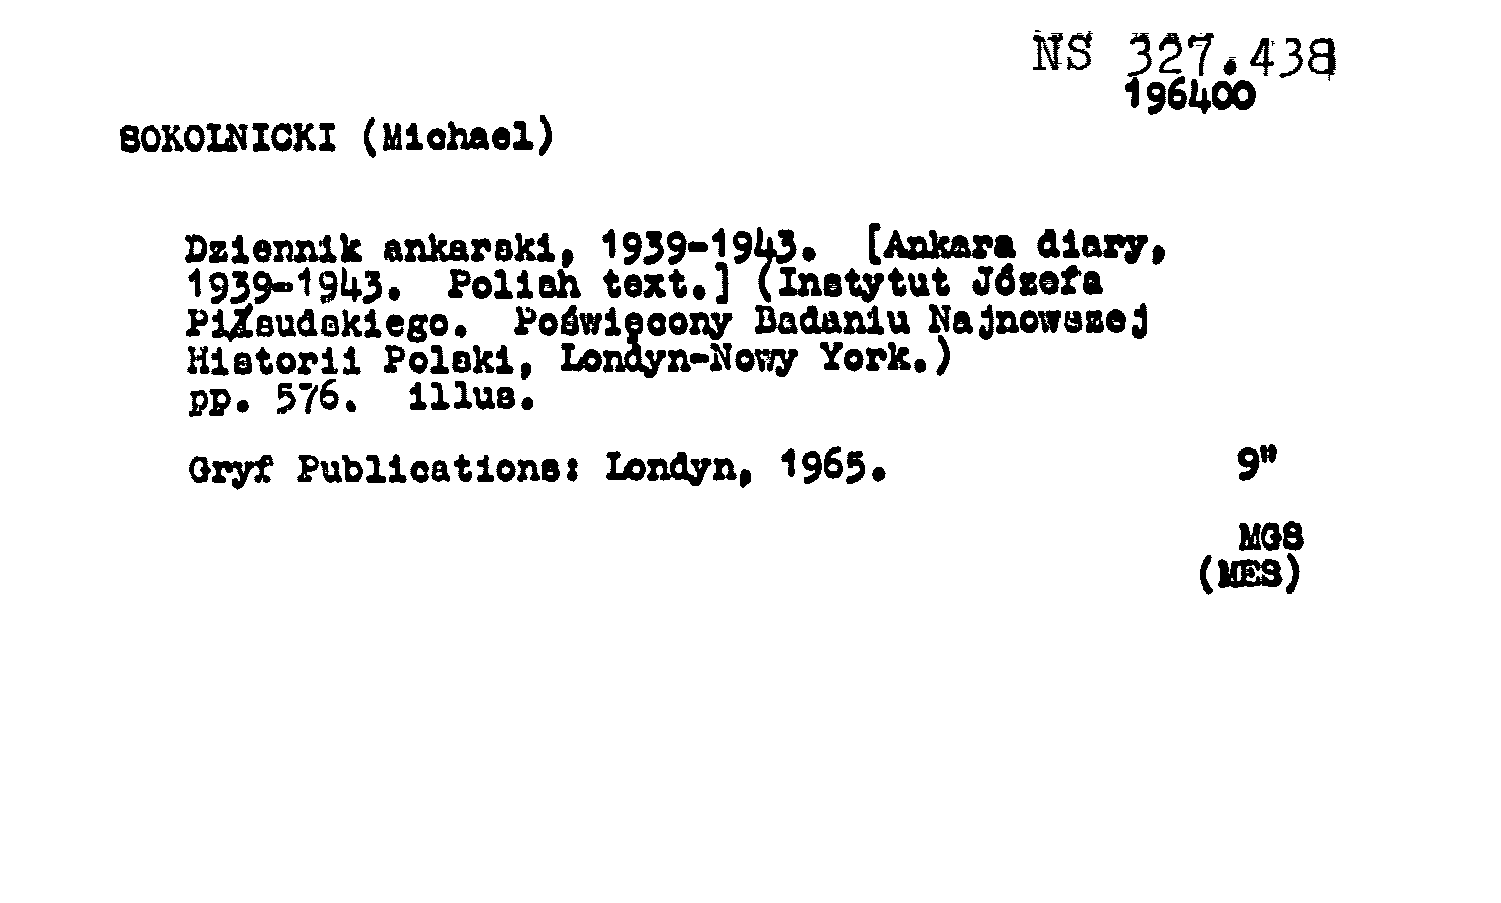 NS 327.438
196400
SOKOLNICKI (Michael)
Dziennik ankarski, 1939-1943. [Ankara diary,
1939-1943. Polish text.] (Instytut Józefa
Piłsudskiego. Poświęcony Badaniu Najnowszej
Historii Polski, Londyn-Nowy York.)
pp. 576. illus.
Gryf Publications: Londyn, 1965. 9"
MGS
(MES)